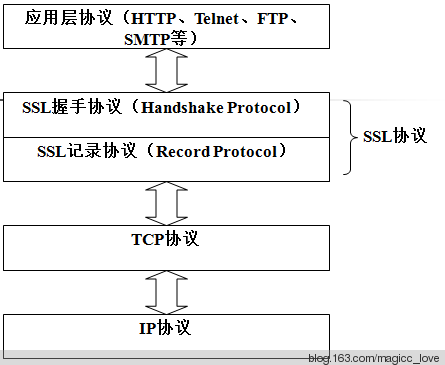 应用层协议（HTTP、Telnet、FTP、
SMTP等）
SSL握手协议（Handshake Protocol）
SSL记录协议（Record Protocol）
SSL协议
TCP协议
IP协议
blog.163.com/magicc_love